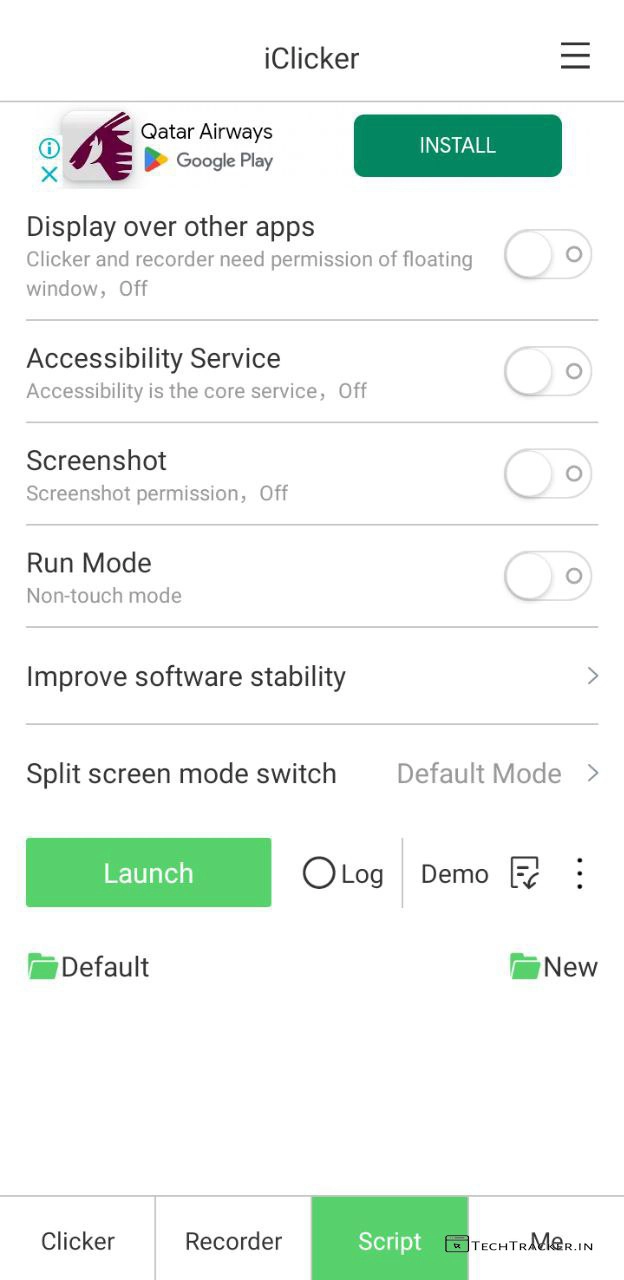 iClicker
Qatar Airways
Google Play
INSTALL
Display over other apps
Clicker and recorder need permission of floating
window，Off
Accessibility Service
Accessibility is the core service，Off
Screenshot
Screenshot permission，Off
Run Mode
Non-touch mode
Improve software stability
Split screen mode switch Default Mode
Launch Log Demo
Default New
Clicker Recorder Script Me
TECHTRACKER.IN